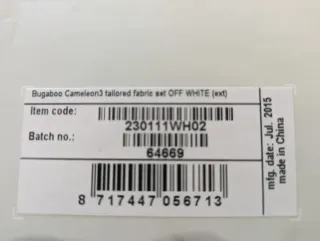 Bugaboo Cameleon3 tailored fabric set OFF WHITE (ext)
Item code:
230111WH02
Batch no.:
64669
8 717447 056713
mfg. date: Jul. 2015
made in China